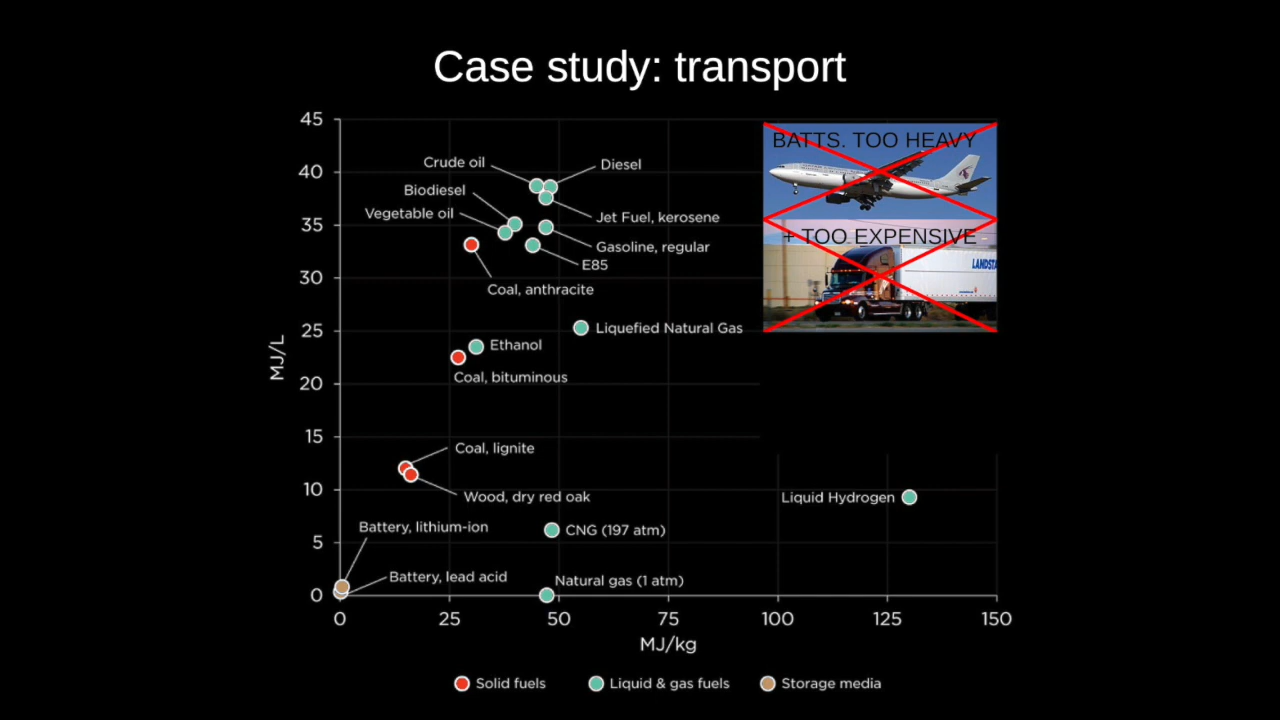 Case study: transport
45
40
35
30
25
20
15
10
5
0
MJ/L
Crude oil
Diesel
Biodiesel
Vegetable oil
Jet Fuel, kerosene
Gasoline, regular
E85
Coal, anthracite
Liquefied Natural Gas
Ethanol
Coal, bituminous
Coal, lignite
Wood, dry red oak
Liquid Hydrogen
Battery, lithium-ion
CNG (197 atm)
Battery, lead acid
Natural gas (1 atm)
BATTS. TOO HEAVY
+ TOO EXPENSIVE
LANDSTA
0 25 50 75 100 125 150
MJ/kg
Solid fuels Liquid & gas fuels Storage media